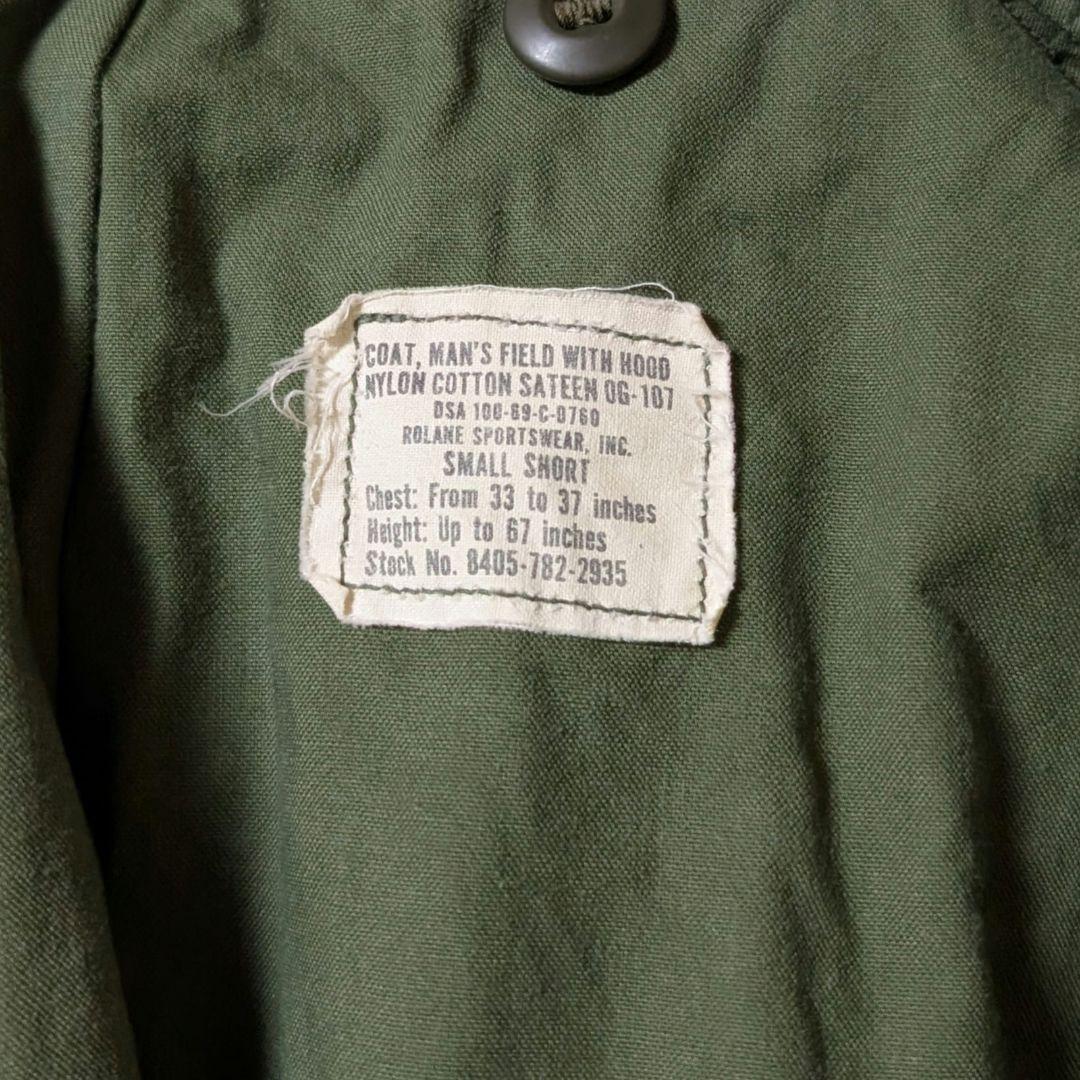 COAT, MAN'S FIELD WITH HOOD
NYLON COTTON SATEEN OG-107
DSA 100-69-C-0760
ROLANE SPORTSWEAR, INC.
SMALL SHORT
Chest: From 33 to 37 inches
Height: Up to 67 inches
Stock No. 8405-782-2935